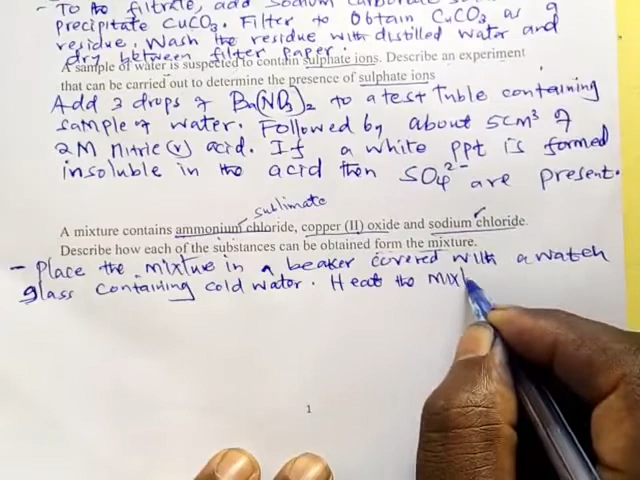 - To the filtrate, add sodium carbonate
precipitate CuCO3. Filter to obtain CuCO3 as a
residue. Wash the residue with distilled water and
dry between filter paper.
A sample of water is suspected to contain sulphate ions. Describe an experiment
that can be carried out to determine the presence of sulphate ions
Add 3 drops of Ba(NO3)2 to a test tube containing
sample of water. Followed by about 5cm3 of
2M Nitric (v) acid. If a white ppt is formed
insoluble in the acid then SO4 2- are present.
sublimate
A mixture contains ammonium chloride, copper (II) oxide and sodium chloride.
Describe how each of the substances can be obtained form the mixture.
- Place the mixture in a beaker covered with a watch
glass containing cold water. Heat the mix
1